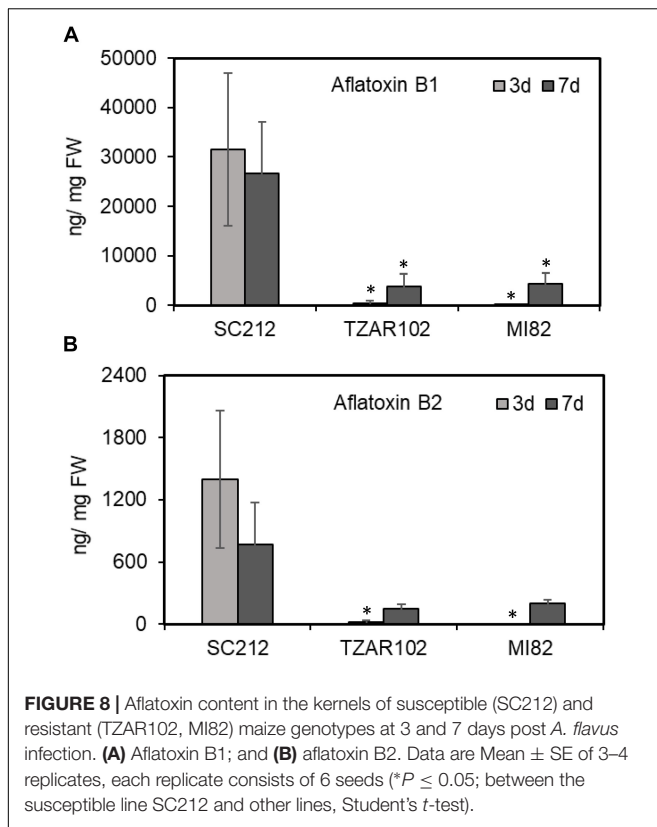 A
Aflatoxin B1 3d 7d
ng/ mg FW
50000
40000
30000
20000
10000
0
* * * *
SC212 TZAR102 MI82
B
Aflatoxin B2 3d 7d
ng/ mg FW
2400
1800
1200
600
0
* *
SC212 TZAR102 MI82
FIGURE 8 | Aflatoxin content in the kernels of susceptible (SC212) and
resistant (TZAR102, MI82) maize genotypes at 3 and 7 days post A. flavus
infection. (A) Aflatoxin B1; and (B) aflatoxin B2. Data are Mean ± SE of 3–4
replicates, each replicate consists of 6 seeds (*P ≤ 0.05; between the
susceptible line SC212 and other lines, Student's t-test).